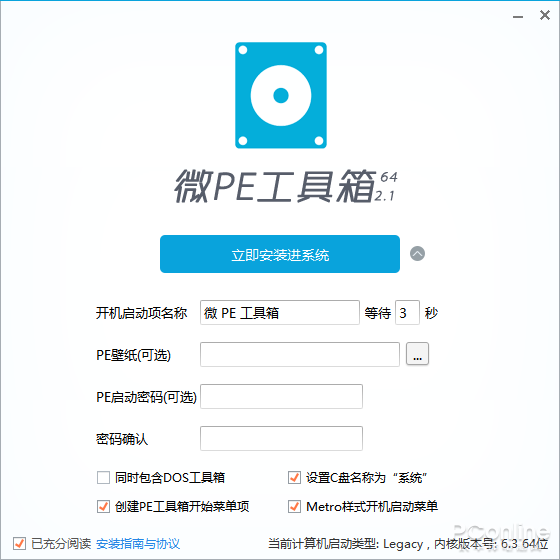 微PE工具箱 64
2.1
立即安装进系统
开机启动项名称 微 PE 工具箱 等待 3 秒
PE壁纸(可选) ...
PE启动密码(可选)
密码确认
同时包含DOS工具箱 设置C盘名称为“系统”
创建PE工具箱开始菜单项 Metro样式开机启动菜单
PConline
已充分阅读 安装指南与协议 当前计算机启动类型: Legacy，内核版本号: 6.3 64位